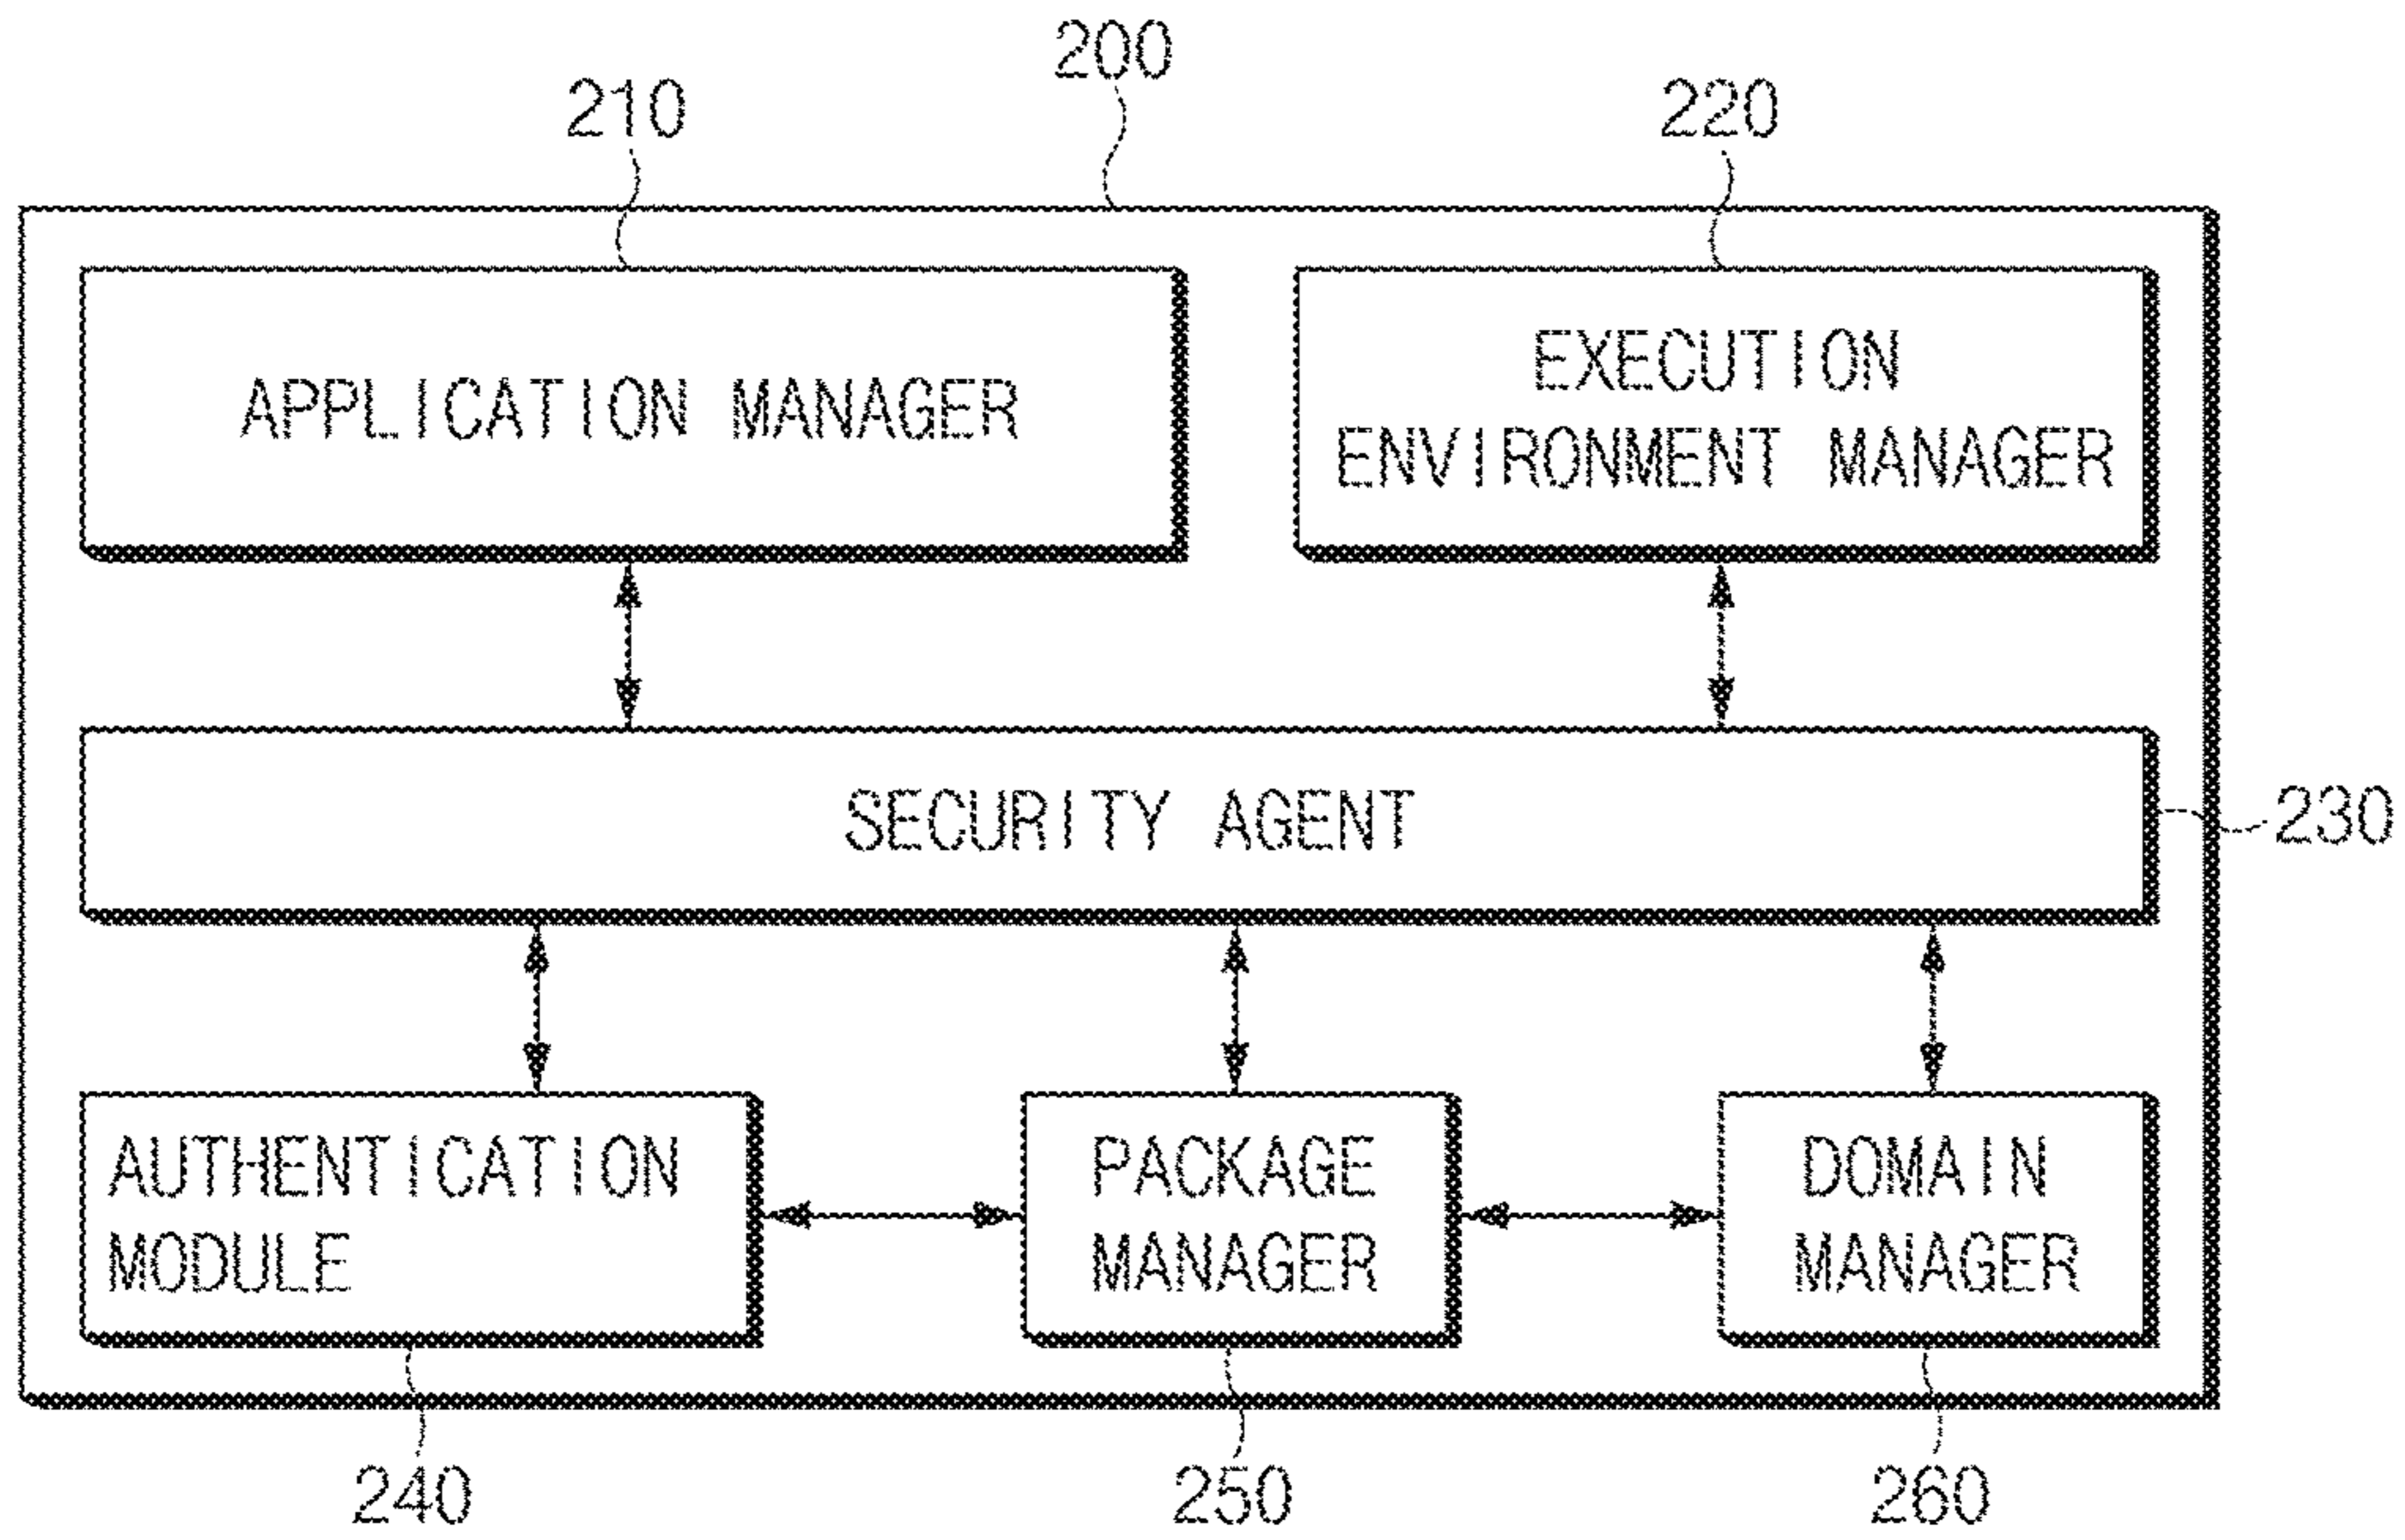 200
210
220
APPLICATION MANAGER
EXECUTION
ENVIRONMENT MANAGER
SECURITY AGENT
230
AUTHENTICATION
MODULE
PACKAGE
MANAGER
DOMAIN
MANAGER
240
250
260